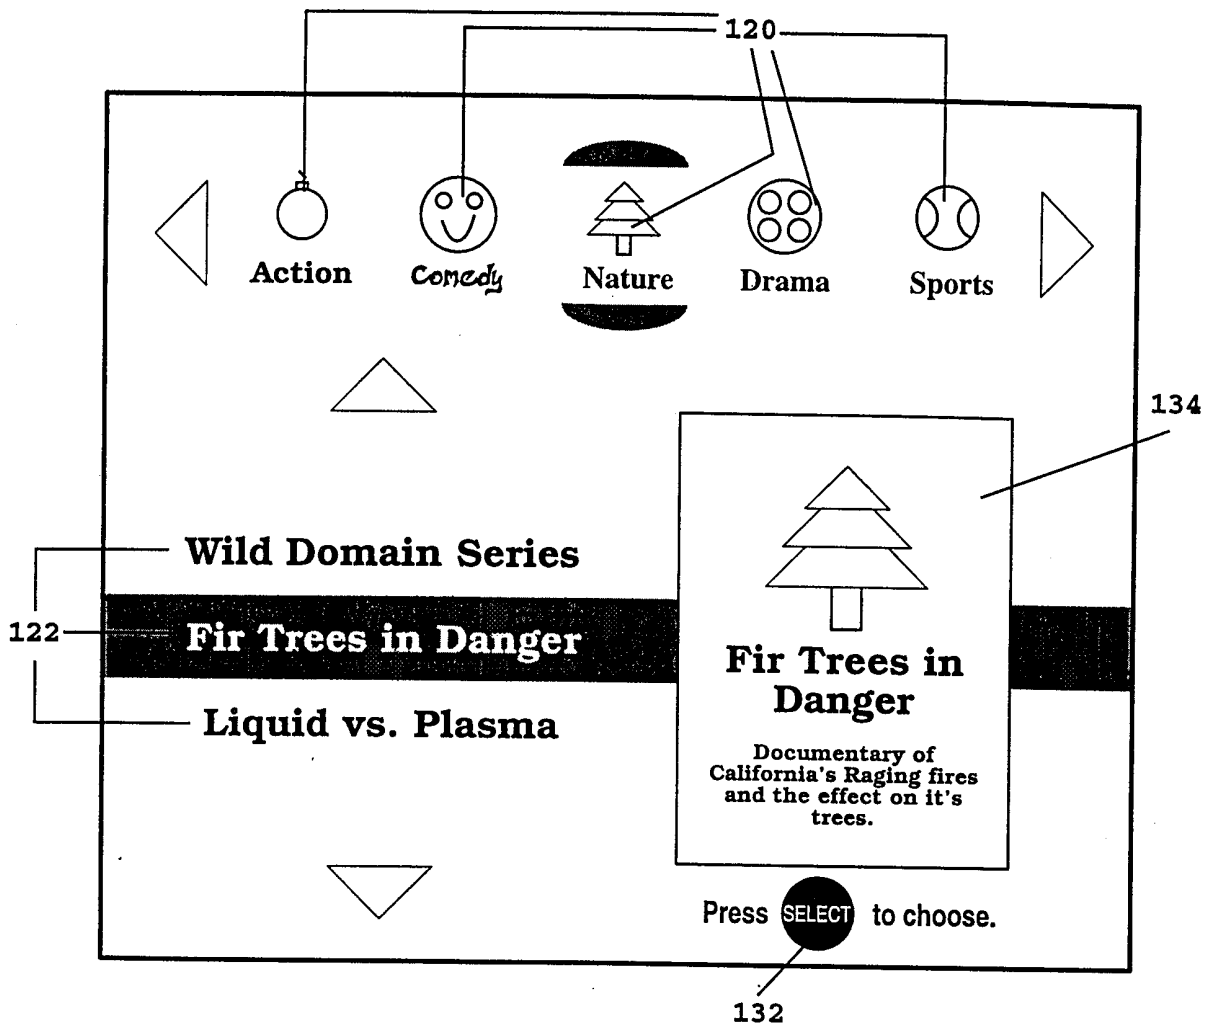 120
Action
Comedy
Nature
Drama
Sports
134
Wild Domain Series
122
Fir Trees in Danger
Liquid vs. Plasma
Fir Trees in
Danger
Documentary of
California's Raging fires
and the effect on it's
trees.
Press SELECT to choose.
132